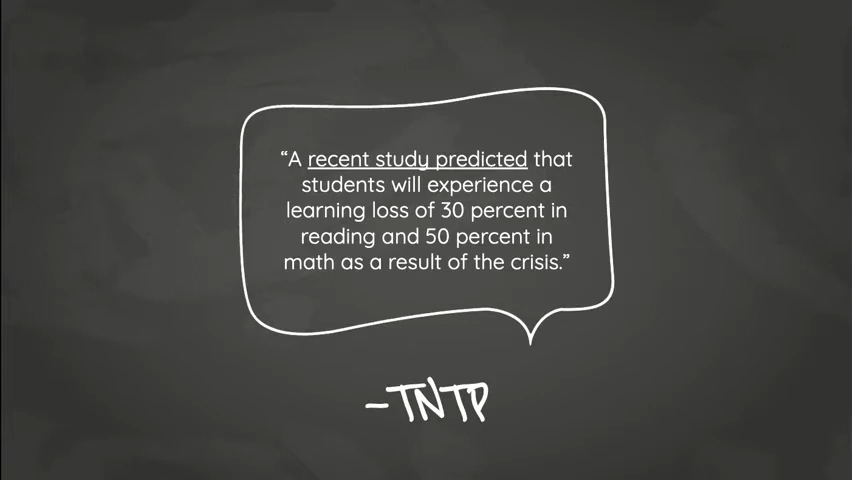 “A recent study predicted that
students will experience a
learning loss of 30 percent in
reading and 50 percent in
math as a result of the crisis.”
-TNTP